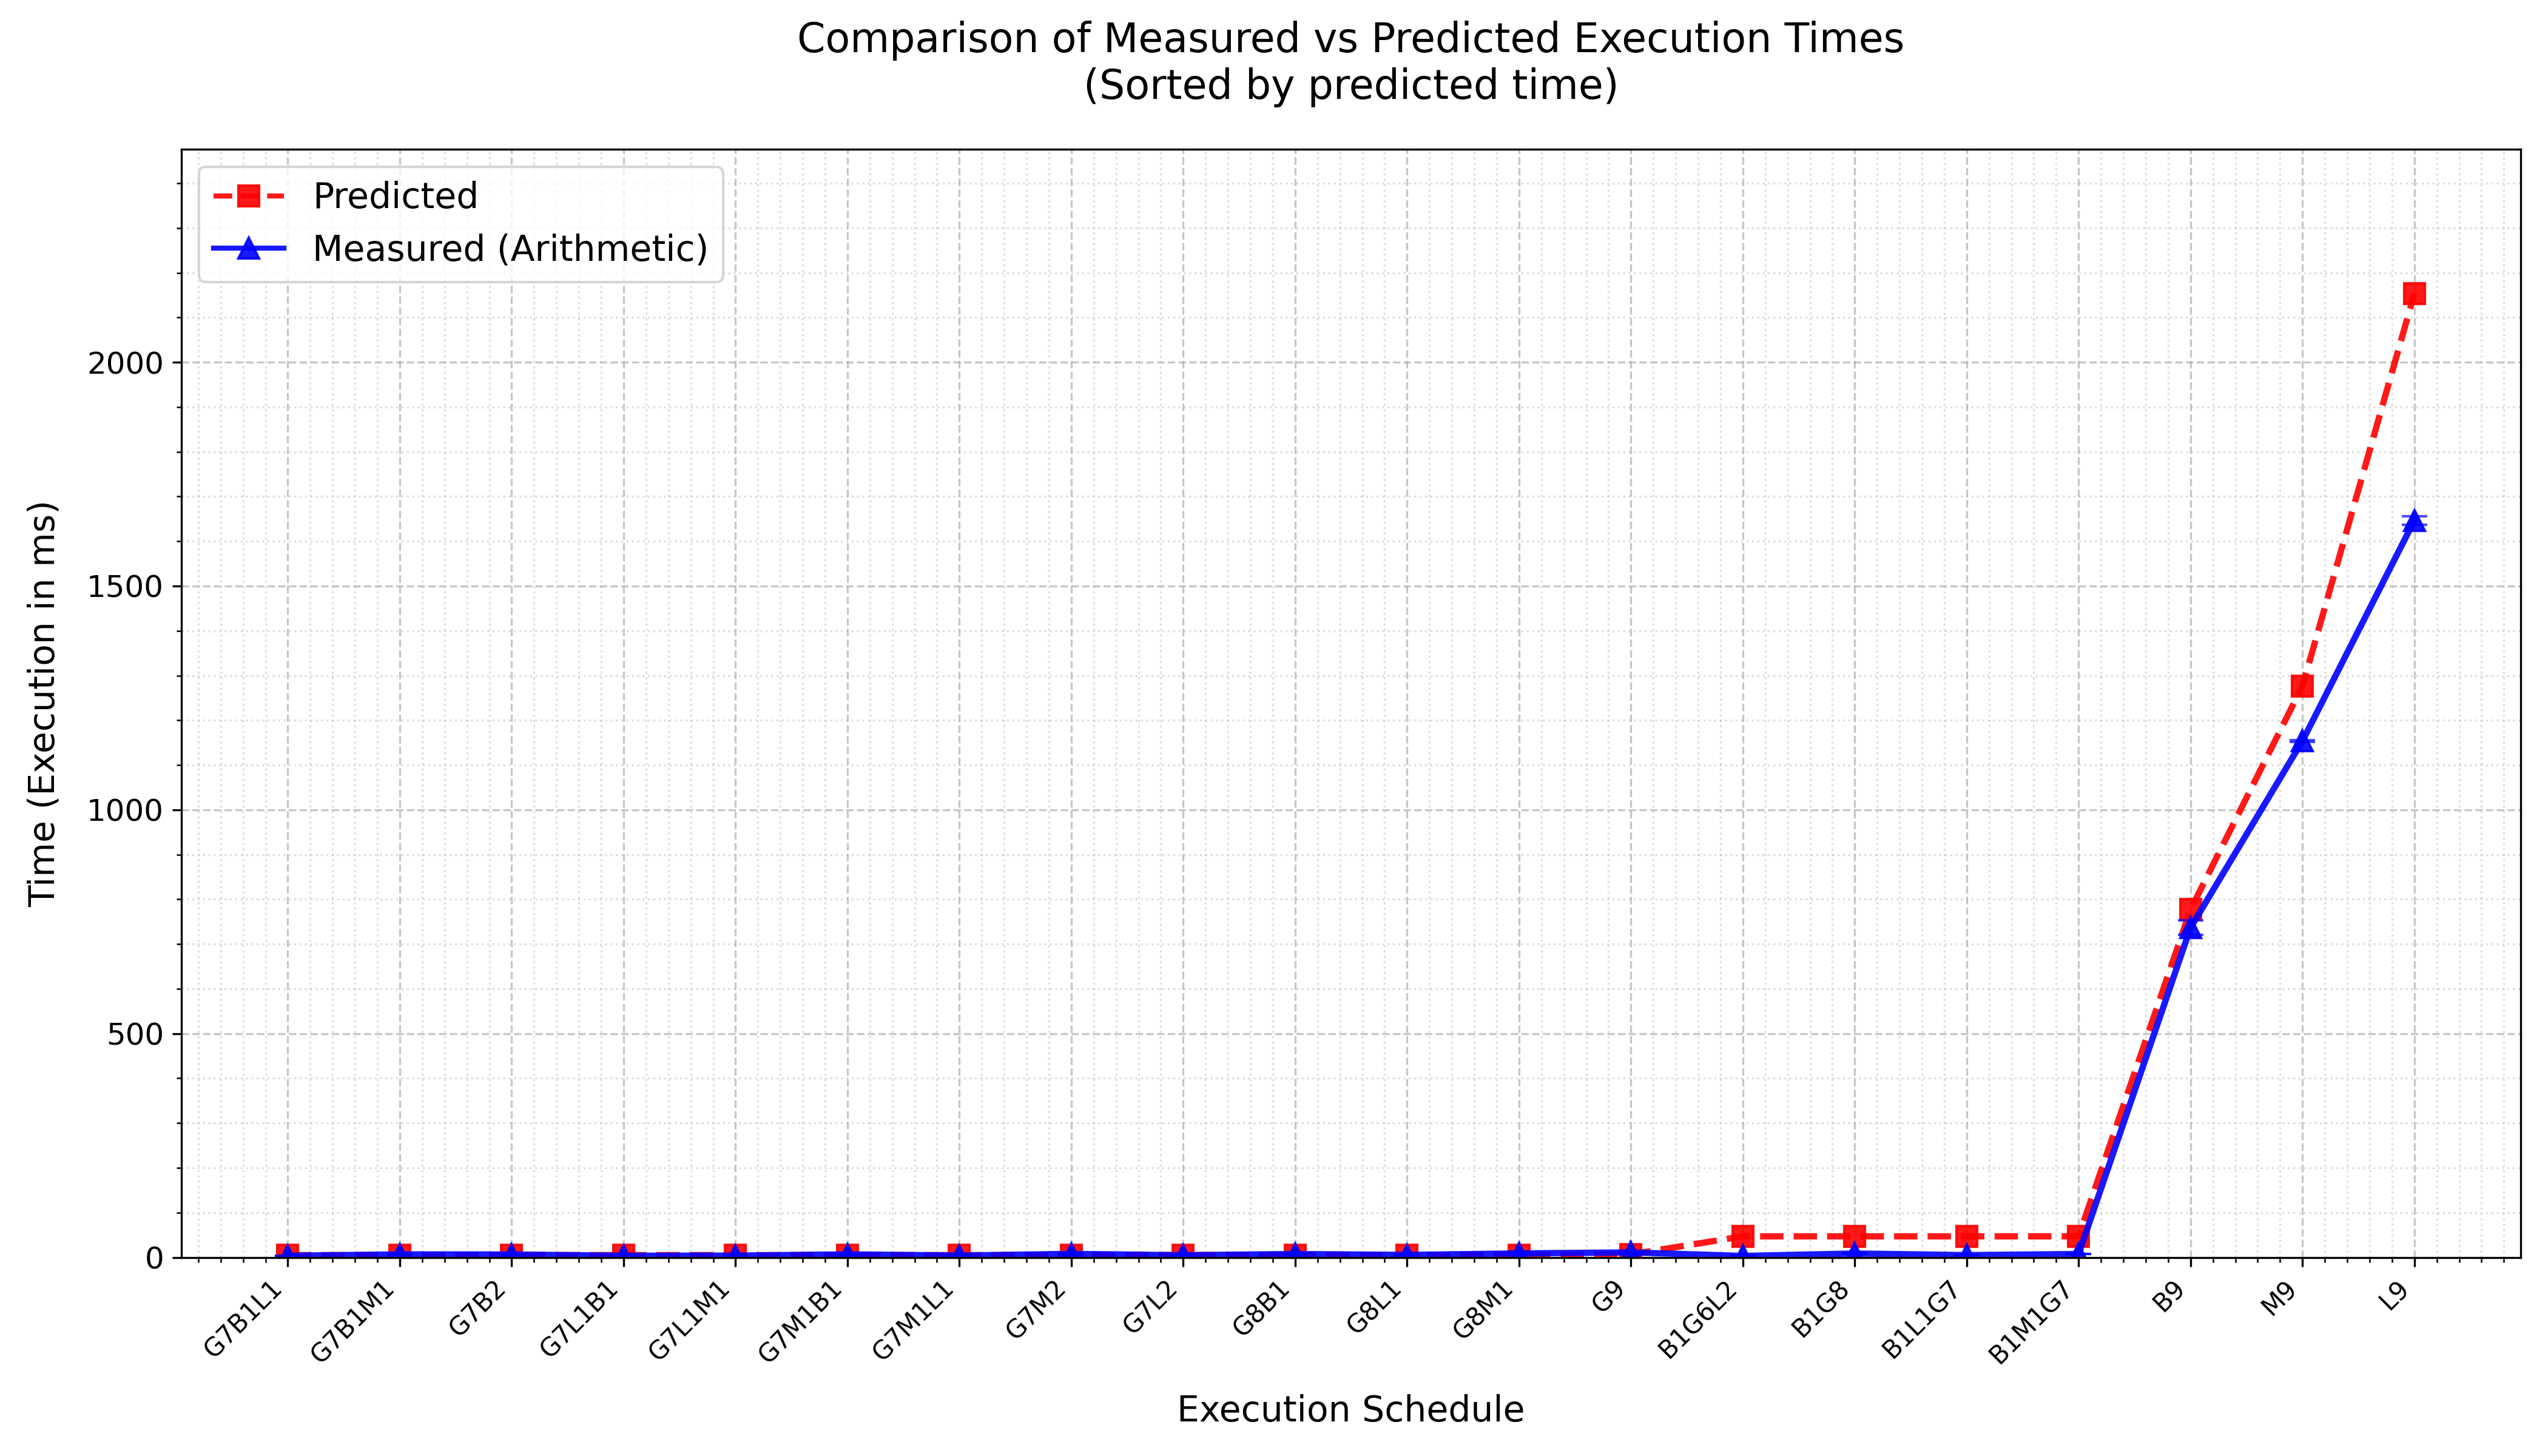 Comparison of Measured vs Predicted Execution Times
(Sorted by predicted time)
Predicted
Measured (Arithmetic)
Time (Execution in ms)
2000
1500
1000
500
0
G7B1L1
G7B1M1
G7B2
G7L1B1
G7L1M1
G7M1B1
G7M1L1
G7M2
G7L2
G8B1
G8L1
G8M1
G9
B1G6L2
B1G8
B1L1G7
B1M1G7
B9
M9
L9
Execution Schedule